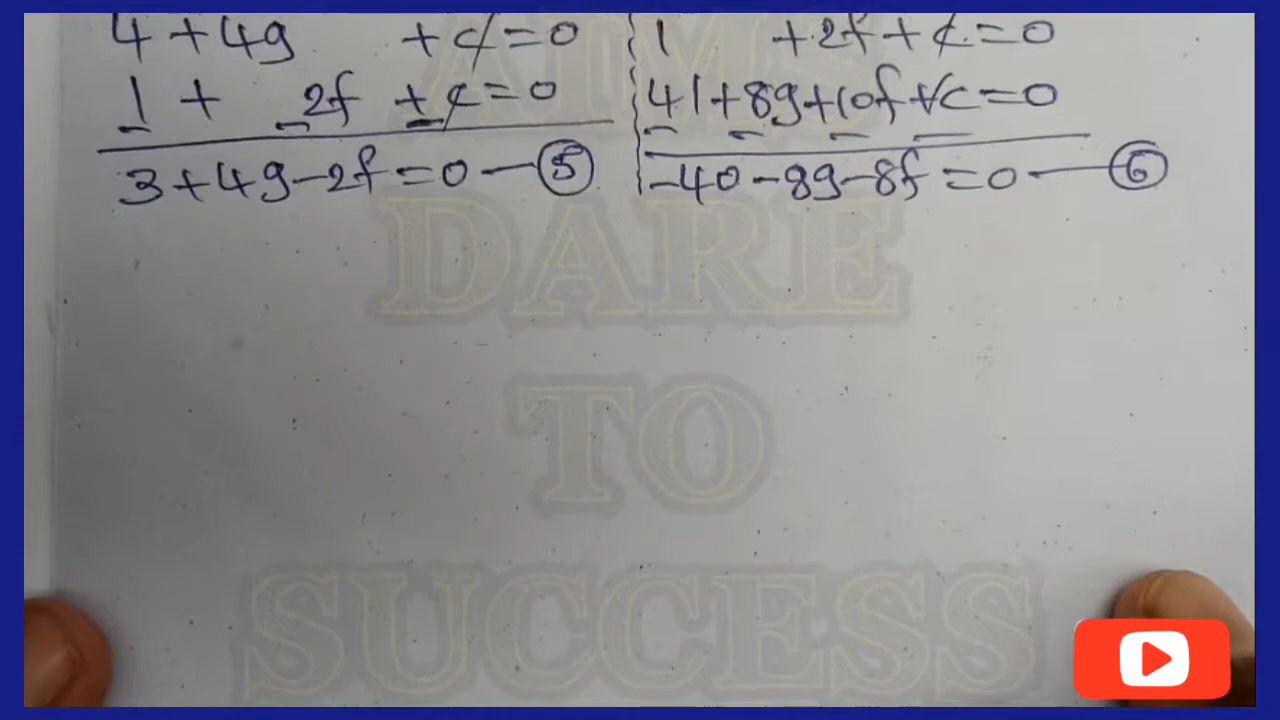 4 + 4g + c = 0
1 + 2f + c = 0
3 + 4g - 2f = 0 — ⑤
1 + 2f + c = 0
41 + 8g + 10f + c = 0
-40 - 8g - 8f = 0 — ⑥
AIMS
DARE
TO
SUCCESS